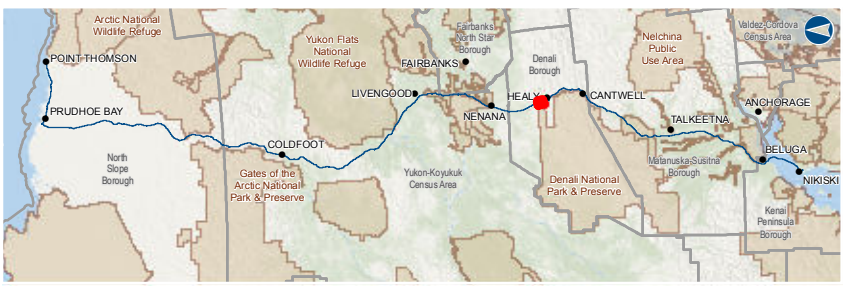 Arctic National
Wildlife Refuge
POINT THOMSON
PRUDHOE BAY
North
Slope
Borough
COLDFOOT
Gates of the
Arctic National
Park & Preserve
Yukon Flats
National
Wildlife Refuge
LIVENGOOD
FAIRBANKS
Fairbanks
North Star
Borough
NENANA
Yukon-Koyukuk
Census Area
Denali
Borough
HEALY
CANTWELL
Denali National
Park & Preserve
Nelchina
Public
Use Area
TALKEETNA
Matanuska-Susitna
Borough
Valdez-Cordova
Census Area
ANCHORAGE
BELUGA
NIKISKI
Kenai
Peninsula
Borough